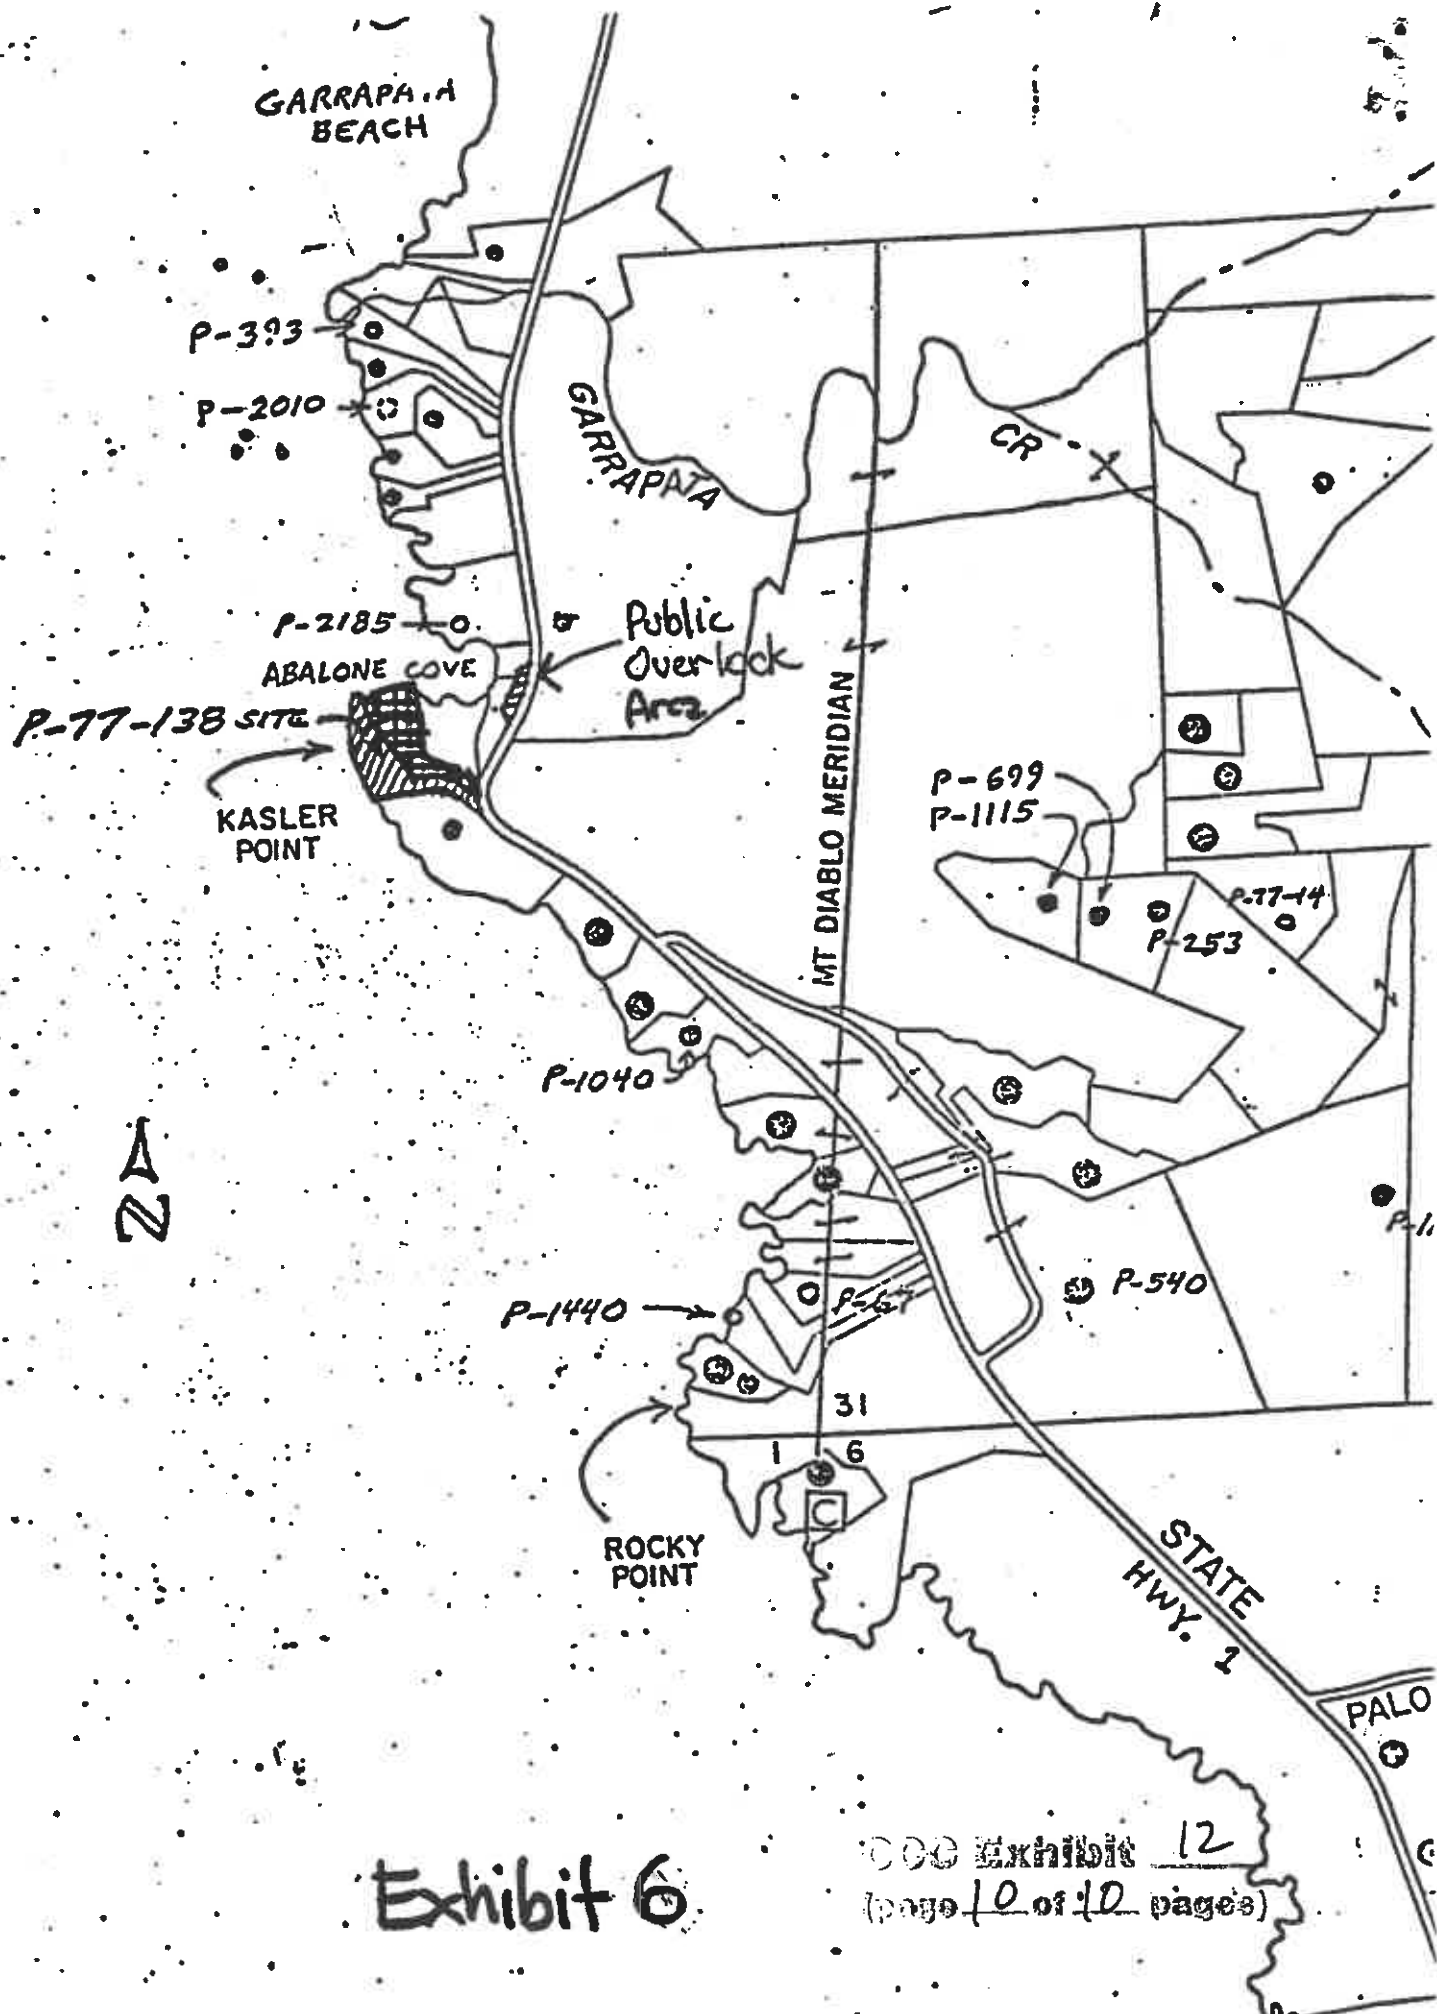 GARRAPA.A
BEACH
P-393
P-2010
GARRAPATA
CR
P-2185
Public
Overlook
Area
ABALONE COVE
P-77-138 SITE
KASLER
POINT
MT DIABLO MERIDIAN
P-699
P-1115
P-77-14
P-253
P-1040
N
P-1440
P-540
31
1 6
C
ROCKY
POINT
STATE
HWY. 1
PALO
Exhibit 6
CCC Exhibit 12
(page 10 of 10 pages)